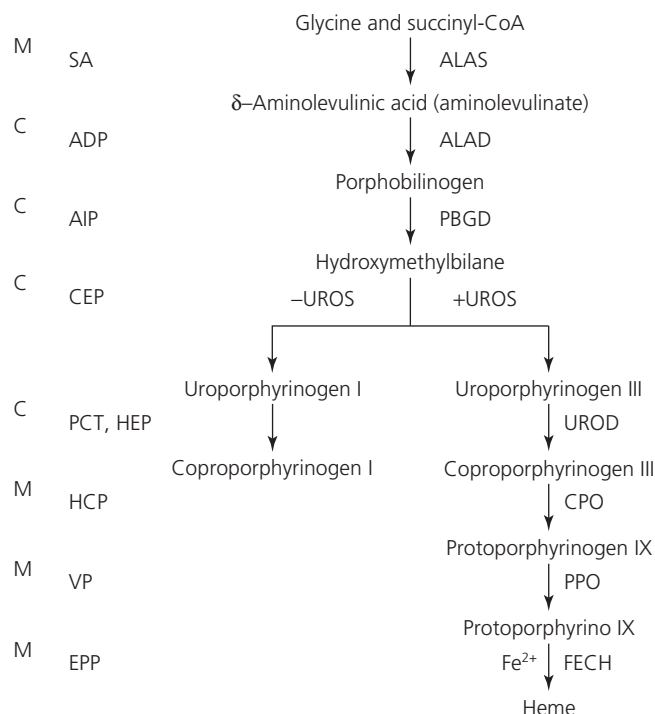 Glycine and succinyl-CoA
M
SA ALAS
δ–Aminolevulinic acid (aminolevulinate)
C
ADP ALAD
Porphobilinogen
C
AIP PBGD
Hydroxymethylbilane
C
CEP –UROS +UROS
Uroporphyrinogen I Uroporphyrinogen III
C
PCT, HEP UROD
Coproporphyrinogen I Coproporphyrinogen III
M
HCP CPO
Protoporphyrinogen IX
M
VP PPO
Protoporphyrino IX
M
EPP Fe²⁺ FECH
Heme